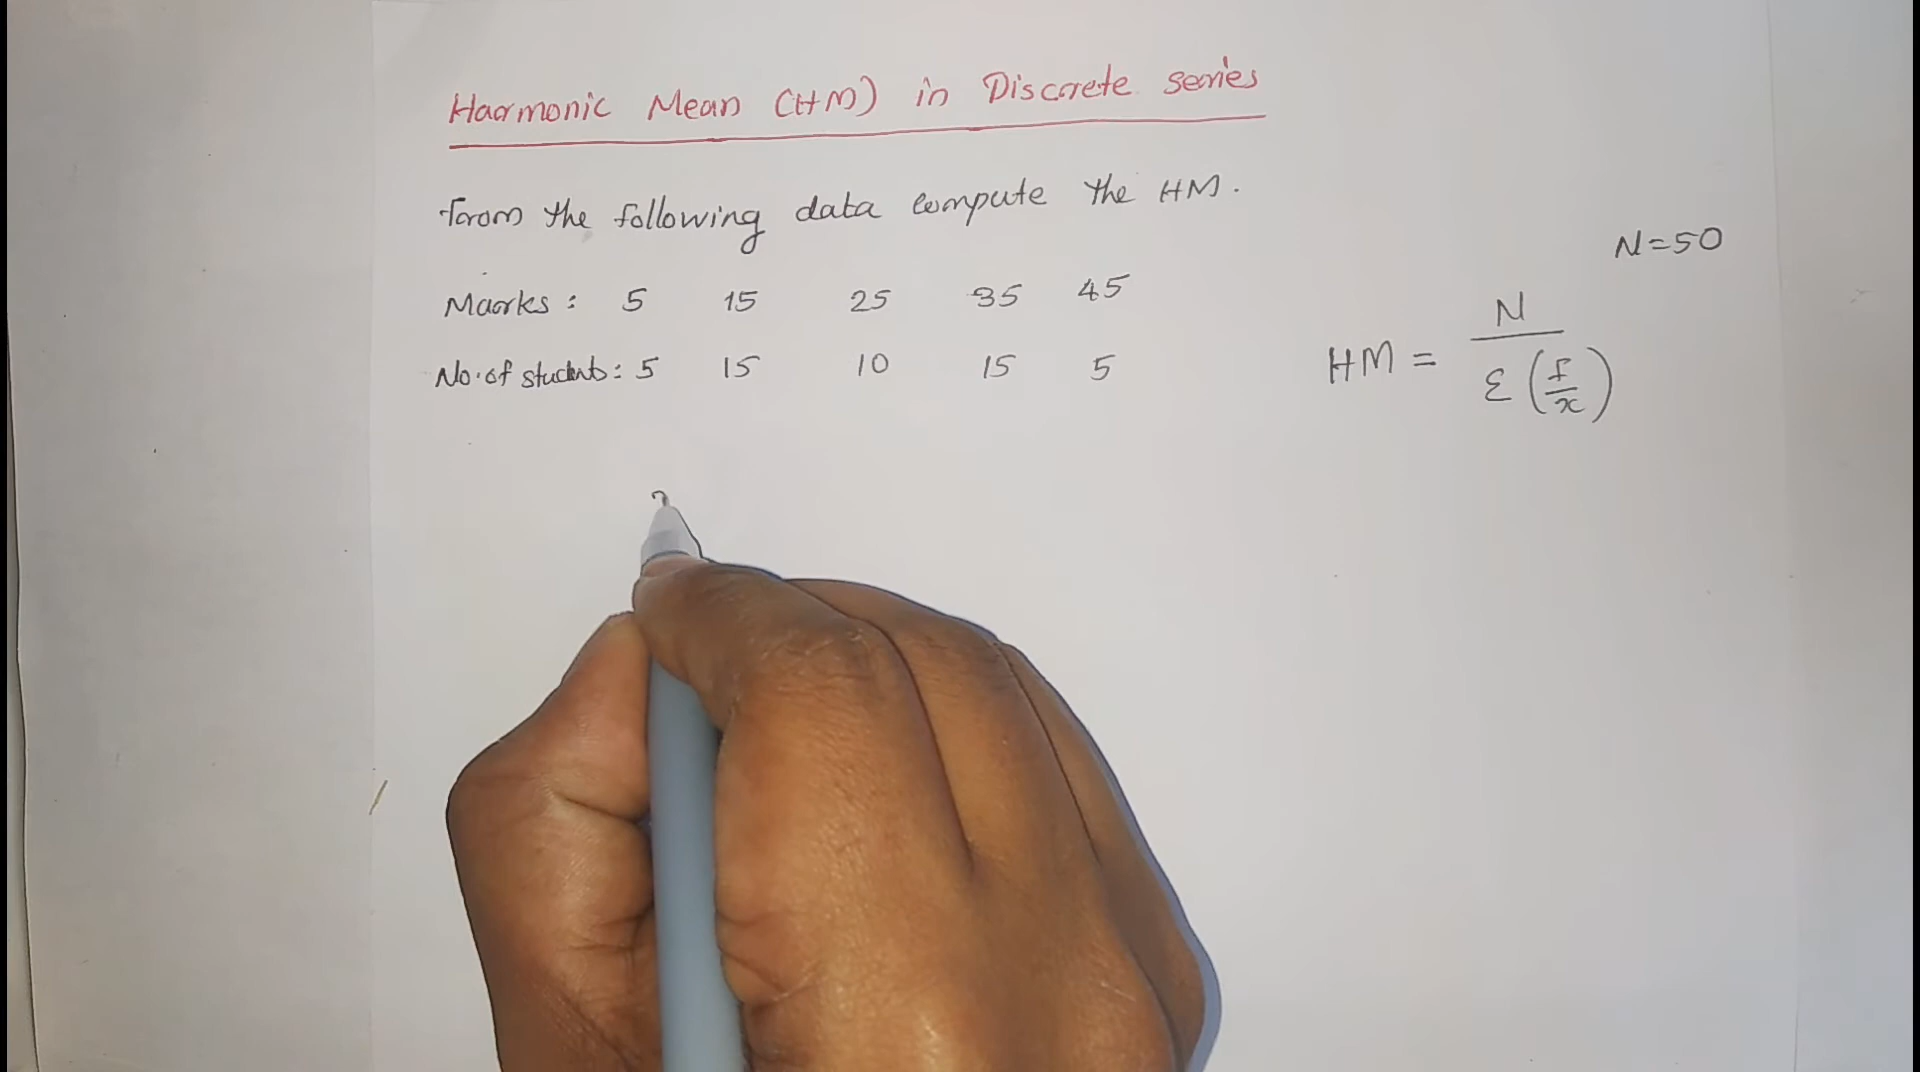 Harmonic Mean (HM) in Discrete series
From the following data compute the HM.
Marks : 5 15 25 35 45
No. of students : 5 15 10 15 5
N=50
HM = N / Σ (f/x)